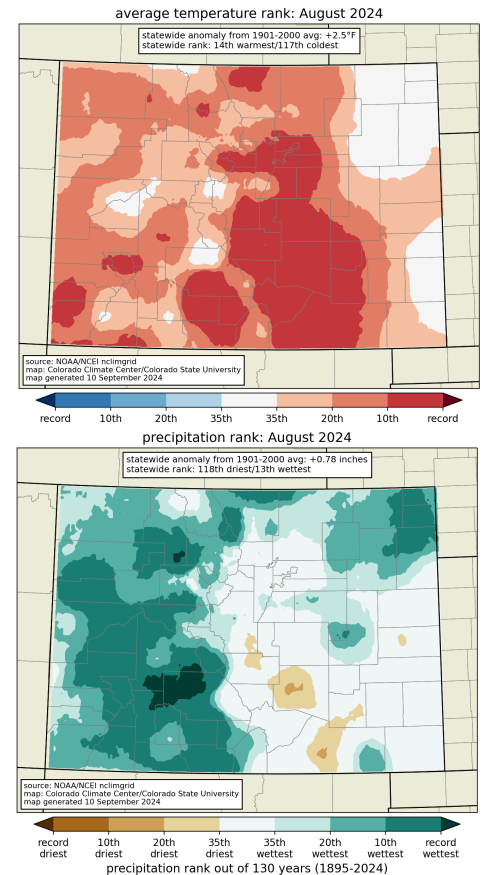 average temperature rank: August 2024
statewide anomaly from 1901-2000 avg: +2.5°F
statewide rank: 14th warmest/117th coldest
source: NOAA/NCEI nclimgrid
map: Colorado Climate Center/Colorado State University
map generated 10 September 2024
record 10th 20th 35th 35th 20th 10th record
precipitation rank: August 2024
statewide anomaly from 1901-2000 avg: +0.78 inches
statewide rank: 118th driest/13th wettest
source: NOAA/NCEI nclimgrid
map: Colorado Climate Center/Colorado State University
map generated 10 September 2024
record 10th 20th 35th 35th 20th 10th record
driest driest driest driest wettest wettest wettest wettest
precipitation rank out of 130 years (1895-2024)